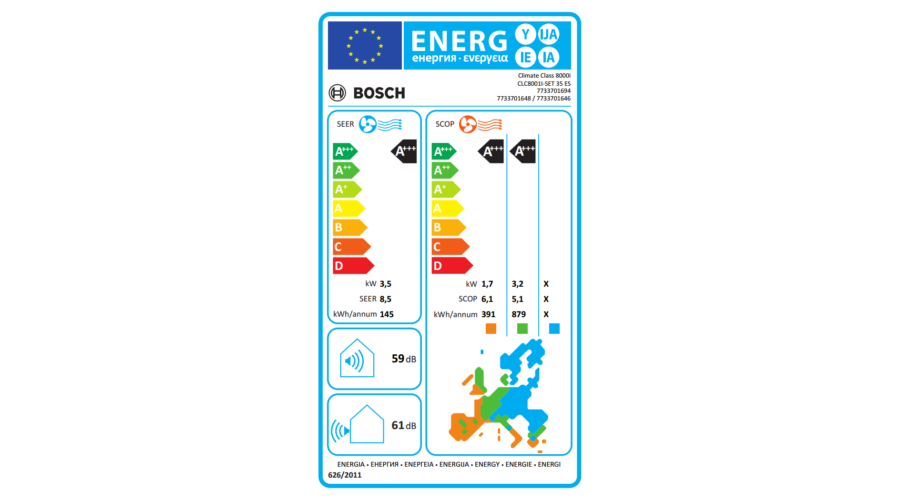 ENERG
енергия · ενεργεια
Y
IJA
IE
IA
BOSCH
Climate Class 8000i
CLC8001i-SET 35 ES
7733701694
7733701648 / 7733701646
SEER
A+++
A+++
A++
A+
A
B
C
D
kW 3,5
SEER 8,5
kWh/annum 145
SCOP
A+++
A+++
A+++
A++
A+
A
B
C
D
kW 1,7 3,2 X
SCOP 6,1 5,1 X
kWh/annum 391 879 X
59 dB
61 dB
ENERGIA • ЕНЕРГИЯ • ΕΝΕΡΓΕΙΑ • ENERGIJA • ENERGY • ENERGIE • ENERGI
626/2011